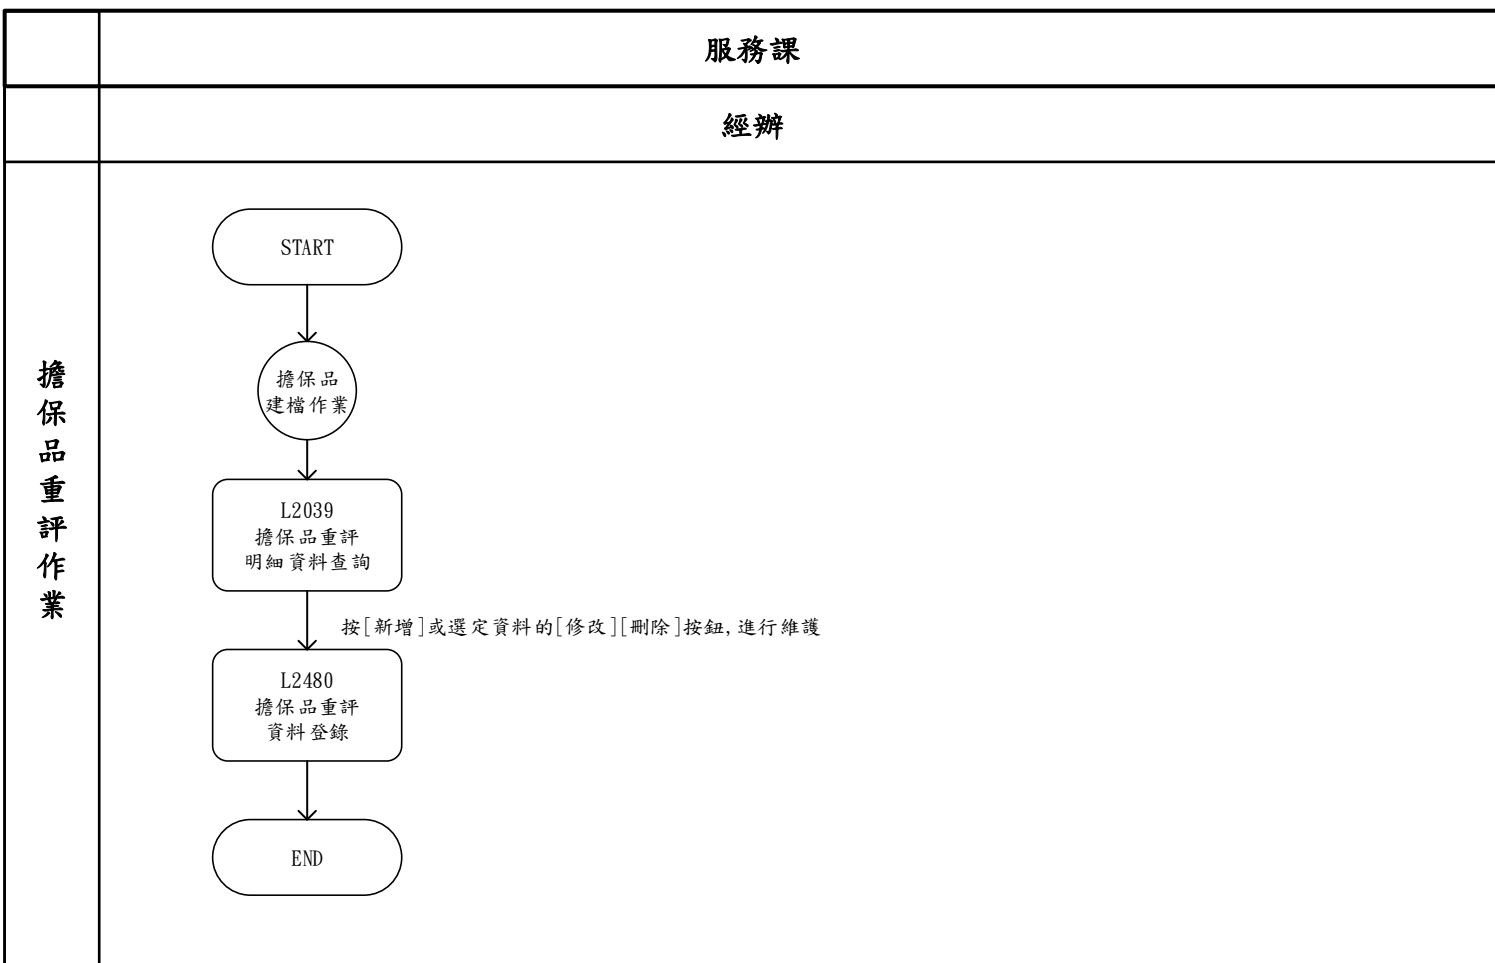 服務課
經辦
擔保品重評作業
START
擔保品
建檔作業
L2039
擔保品重評
明細資料查詢
按[新增]或選定資料的[修改][刪除]按鈕,進行維護
L2480
擔保品重評
資料登錄
END